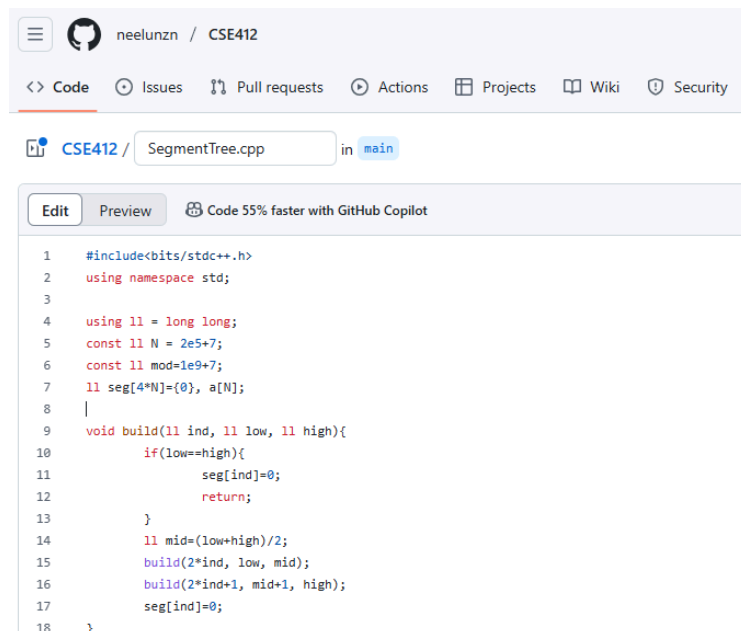 neelunzn / CSE412
Code Issues Pull requests Actions Projects Wiki Security
CSE412 / SegmentTree.cpp in main
Edit Preview Code 55% faster with GitHub Copilot
1 #include<bits/stdc++.h>
2 using namespace std;
3
4 using ll = long long;
5 const ll N = 2e5+7;
6 const ll mod=1e9+7;
7 ll seg[4*N]={0}, a[N];
8
9 void build(ll ind, ll low, ll high){
10 if(low==high){
11 seg[ind]=0;
12 return;
13 }
14 ll mid=(low+high)/2;
15 build(2*ind, low, mid);
16 build(2*ind+1, mid+1, high);
17 seg[ind]=0;
18 }